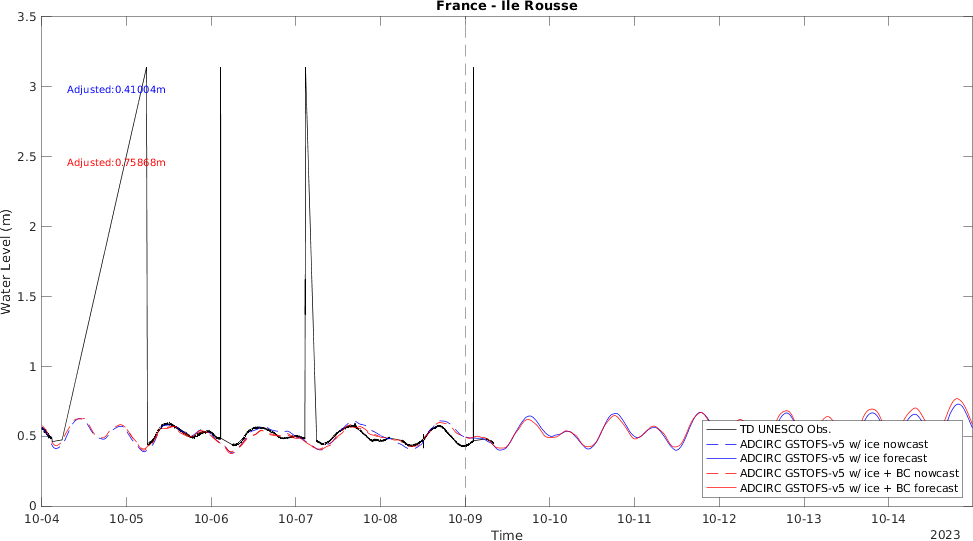 France - Ile Rousse
3.5
3
2.5
2
1.5
1
0.5
0
Water Level (m)
Adjusted:0.41004m
Adjusted:0.75868m
TD UNESCO Obs.
ADCIRC GSTOFS-v5 w/ ice nowcast
ADCIRC GSTOFS-v5 w/ ice forecast
ADCIRC GSTOFS-v5 w/ ice + BC nowcast
ADCIRC GSTOFS-v5 w/ ice + BC forecast
10-04 10-05 10-06 10-07 10-08 10-09 10-10 10-11 10-12 10-13 10-14
Time
2023